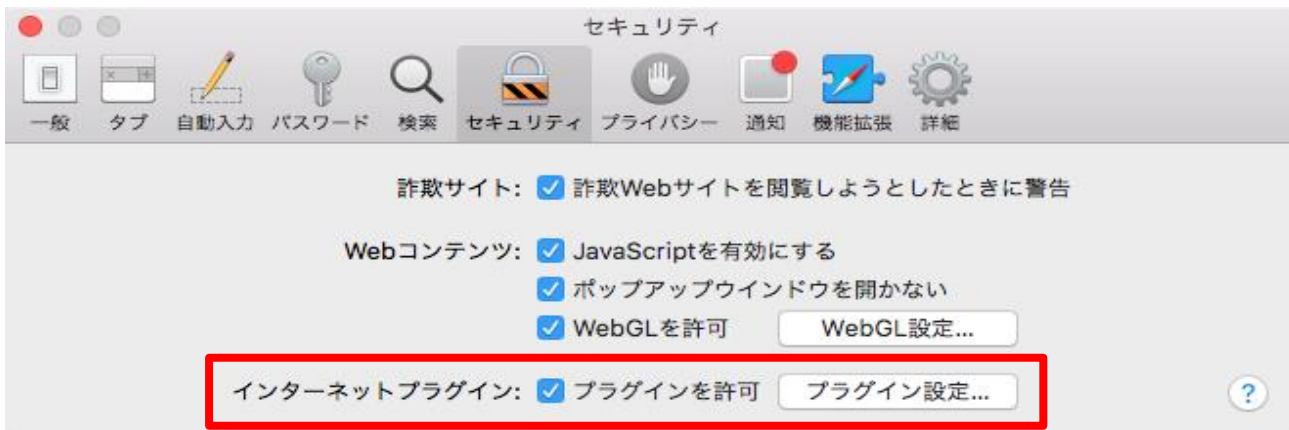 セキュリティ
一般 タブ 自動入力 パスワード 検索 セキュリティ プライバシー 通知 機能拡張 詳細
詐欺サイト: 詐欺Webサイトを閲覧しようとしたときに警告
Webコンテンツ: JavaScriptを有効にする
ポップアップウインドウを開かない
WebGLを許可 WebGL設定...
インターネットプラグイン: プラグインを許可 プラグイン設定... ?